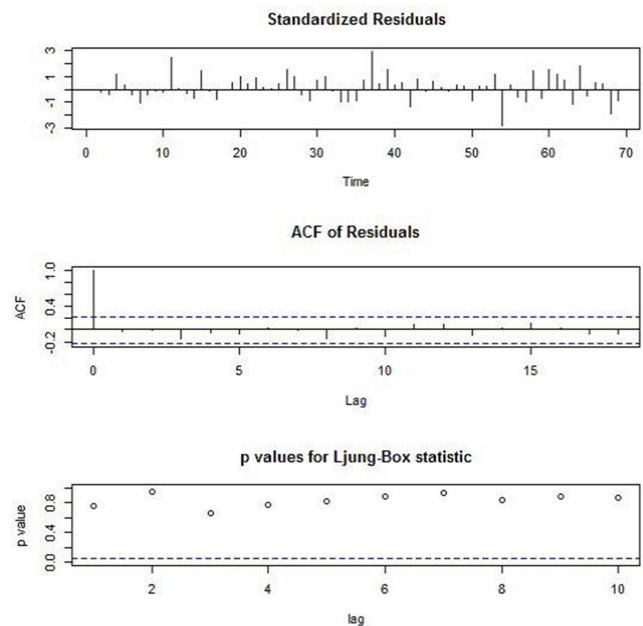 Standardized Residuals
3
1
-1
-3
0 10 20 30 40 50 60 70
Time
ACF of Residuals
ACF
1.0
0.4
-0.2
0 5 10 15
Lag
p values for Ljung-Box statistic
p value
0.8
0.4
0.0
2 4 6 8 10
lag